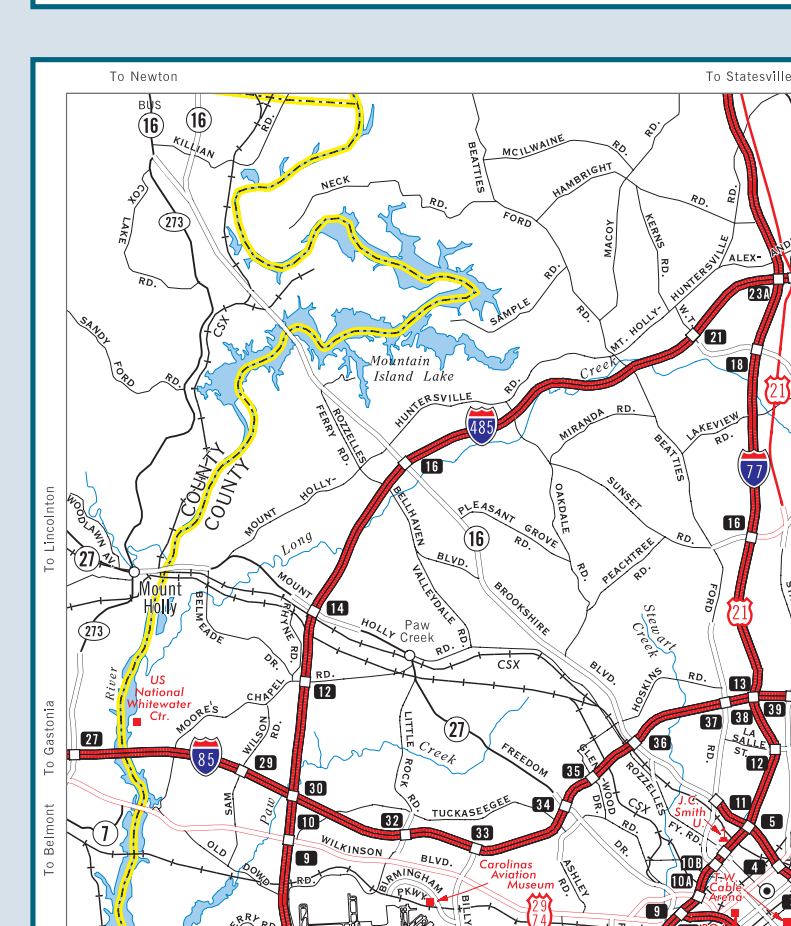 To Newton
To Statesville
BUS
16
16
KILLIAN
RD.
COX
LAKE
RD.
273
NECK
RD.
BEATTIES
FORD
RD.
MCILWAINE
RD.
RD.
HAMBRIGHT
RD.
RD.
MACOY
KERNS
RD.
HUNTERSVILLE
ALEX-
23A
SAMPLE
RD.
MT. HOLLY-
W.T.
21
18
21
SANDY
FORD
RD.
CSX
Mountain
Island Lake
Creek
HUNTERSVILLE
RD.
485
ROZZELLES
FERRY RD.
MIRANDA RD.
LAKEVIEW
RD.
BEATTIES
FORD
RD.
77
COUNTY
COUNTY
16
MOUNT
HOLLY-
BELLHAVEN
BLVD.
PLEASANT GROVE
RD.
OAKDALE
RD.
SUNSET
RD.
16
16
To Lincolnton
WOODLAWN AV.
27
Long
Creek
VALLEYDALE RD.
BROOKSHIRE
BLVD.
PEACHTREE
RD.
Mount
Holly
273
BELMEADE
DR.
MOUNT
HOLLY
RD.
RHYNE RD.
14
Paw
Creek
CSX
Stewart
Creek
21
River
US
National
Whitewater
Ctr.
MOORE'S
CHAPEL
RD.
12
HOSKINS
RD.
13
39
38
37
To Gastonia
27
85
WILSON
RD.
SAM
29
30
LITTLE
ROCK
RD.
27
FREEDOM
DR.
GLEN-
WOOD
DR.
36
35
34
ROZZELLES
FY. RD.
CSX
RD.
LA
SALLE
ST.
12
To Belmont
7
Paw
10
9
32
TUCKASEEGEE
33
WILKINSON
BLVD.
OLD
DOWD
RD.
BIRMINGHAM
PKWY.
Carolinas
Aviation
Museum
ASHLEY
RD.
BILLY
29
74
J.C.
Smith
U.
11
5
4
10B
10A
T-W
Cable
Arena
9